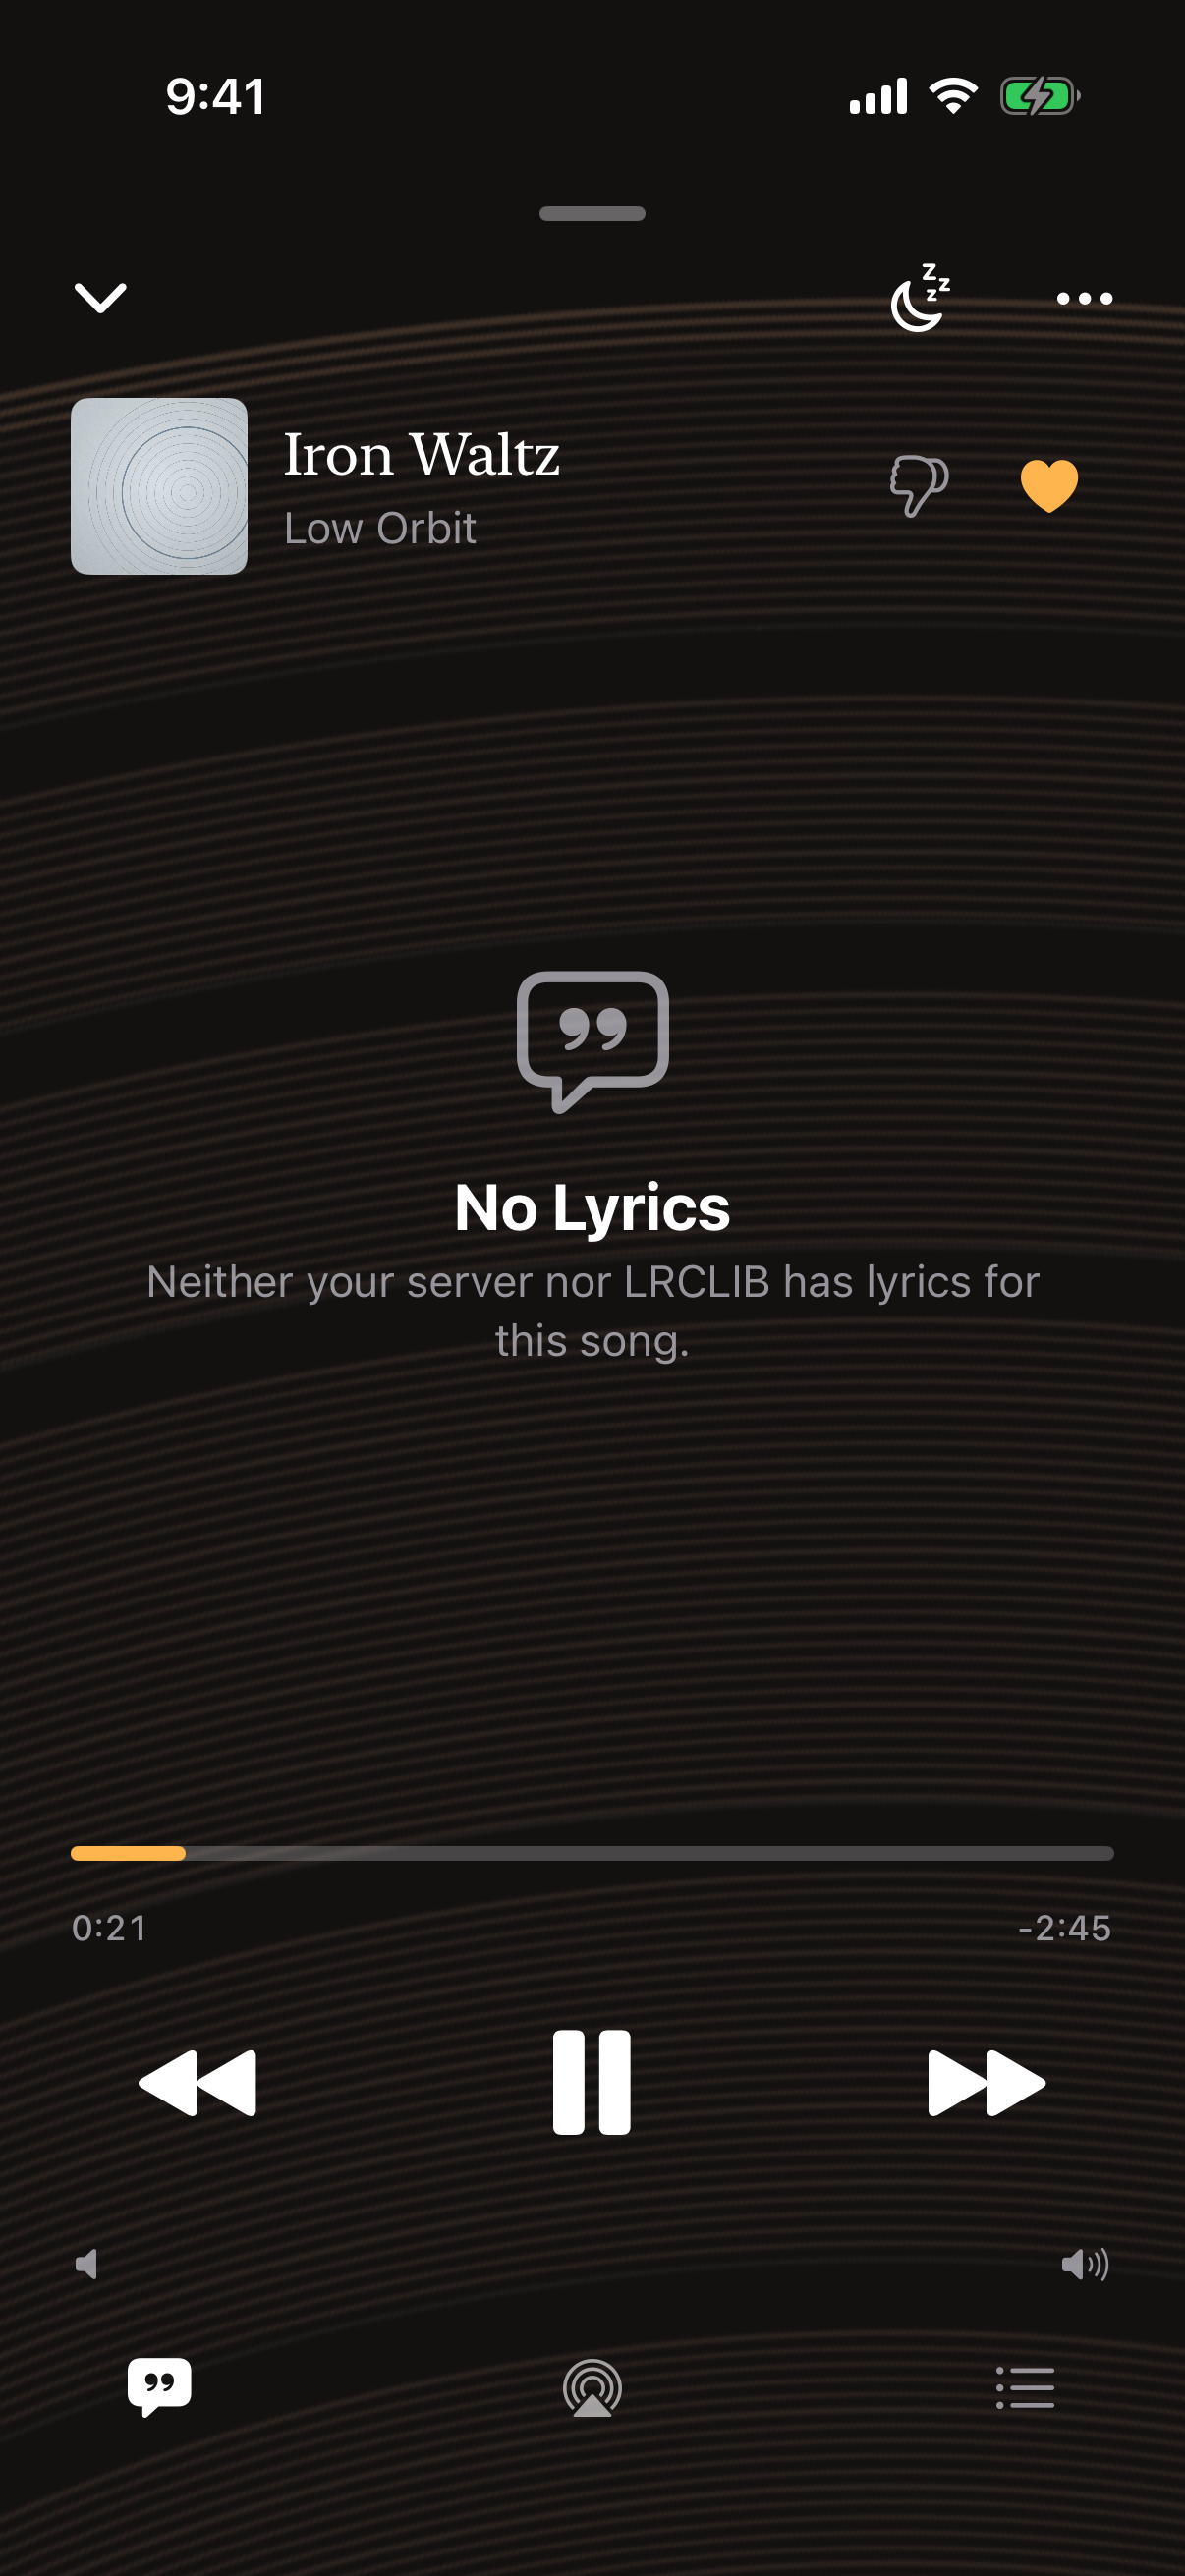 9:41
Iron Waltz
Low Orbit
No Lyrics
Neither your server nor LRCLIB has lyrics for
this song.
0:21
-2:45